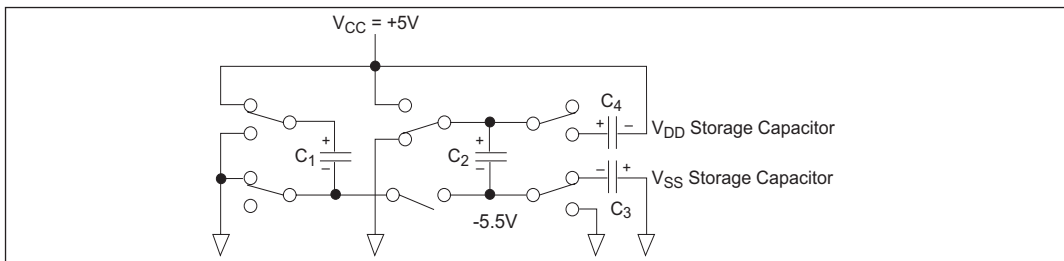 V_CC = +5V
C_4
+ – V_DD Storage Capacitor
+
C_1
–
+
C_2
–
– + V_SS Storage Capacitor
C_3
-5.5V